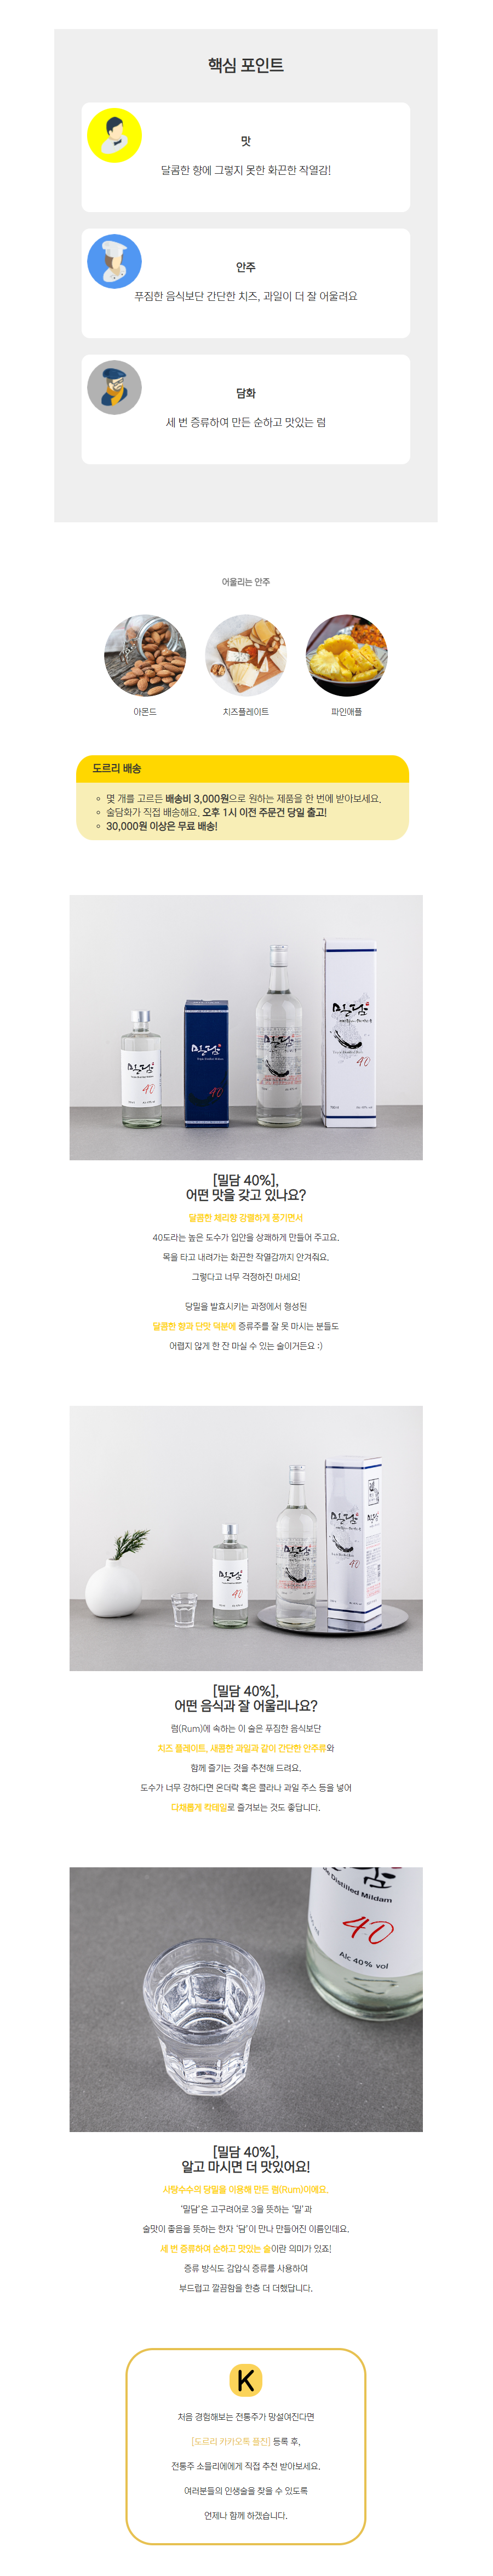 핵심 포인트
맛
달콤한 향에 그렇지 못한 화끈한 작열감!
안주
푸짐한 음식보단 간단한 치즈, 과일이 더 잘 어울려요
담화
세 번 증류하여 만든 순하고 맛있는 럼
어울리는 안주
아몬드
치즈플레이트
파인애플
도르리 배송
몇 개를 고르든 배송비 3,000원으로 원하는 제품을 한 번에 받아보세요.
술담화가 직접 배송해요. 오후 1시 이전 주문건 당일 출고!
30,000원 이상은 무료 배송!
밀담
40
밀담
40
밀담
40
밀담
40
[밀담 40%],
어떤 맛을 갖고 있나요?
달콤한 체리향 강렬하게 풍기면서
40도라는 높은 도수가 입안을 상쾌하게 만들어 주고요.
목을 타고 내려가는 화끈한 작열감까지 안겨줘요.
그렇다고 너무 걱정하진 마세요!
당밀을 발효시키는 과정에서 형성된
달콤한 향과 단맛 덕분에 증류주를 잘 못 마시는 분들도
어렵지 않게 한 잔 마실 수 있는 술이거든요 :)
밀담
40
밀담
40
밀담
40
밀담
[밀담 40%],
어떤 음식과 잘 어울리나요?
럼(Rum)에 속하는 이 술은 푸짐한 음식보단
치즈 플레이트, 새콤한 과일과 같이 간단한 안주류와
함께 즐기는 것을 추천해 드려요.
도수가 너무 강하다면 온더락 혹은 콜라나 과일 주스 등을 넣어
다채롭게 칵테일로 즐겨보는 것도 좋답니다.
Distilled Mildam
40
Alc 40% vol
[밀담 40%],
알고 마시면 더 맛있어요!
사탕수수의 당밀을 이용해 만든 럼(Rum)이에요.
'밀담'은 고구려어로 3을 뜻하는 '밀'과
술맛이 좋음을 뜻하는 한자 '담'이 만나 만들어진 이름인데요.
세 번 증류하여 순하고 맛있는 술이란 의미가 있죠!
증류 방식도 감압식 증류를 사용하여
부드럽고 깔끔함을 한층 더 더했답니다.
K
처음 경험해보는 전통주가 망설여진다면
[도르리 카카오톡 플친] 등록 후,
전통주 소믈리에에게 직접 추천 받아보세요.
여러분들의 인생술을 찾을 수 있도록
언제나 함께 하겠습니다.